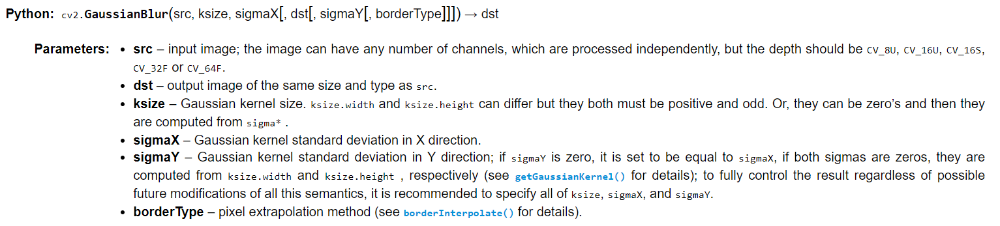 Python: cv2.GaussianBlur(src, ksize, sigmaX[, dst[, sigmaY[, borderType]]]) → dst
Parameters: • src – input image; the image can have any number of channels, which are processed independently, but the depth should be CV_8U, CV_16U, CV_16S,
CV_32F or CV_64F.
• dst – output image of the same size and type as src.
• ksize – Gaussian kernel size. ksize.width and ksize.height can differ but they both must be positive and odd. Or, they can be zero’s and then they
are computed from sigma* .
• sigmaX – Gaussian kernel standard deviation in X direction.
• sigmaY – Gaussian kernel standard deviation in Y direction; if sigmaY is zero, it is set to be equal to sigmaX, if both sigmas are zeros, they are
computed from ksize.width and ksize.height , respectively (see getGaussianKernel() for details); to fully control the result regardless of possible
future modifications of all this semantics, it is recommended to specify all of ksize, sigmaX, and sigmaY.
• borderType – pixel extrapolation method (see borderInterpolate() for details).